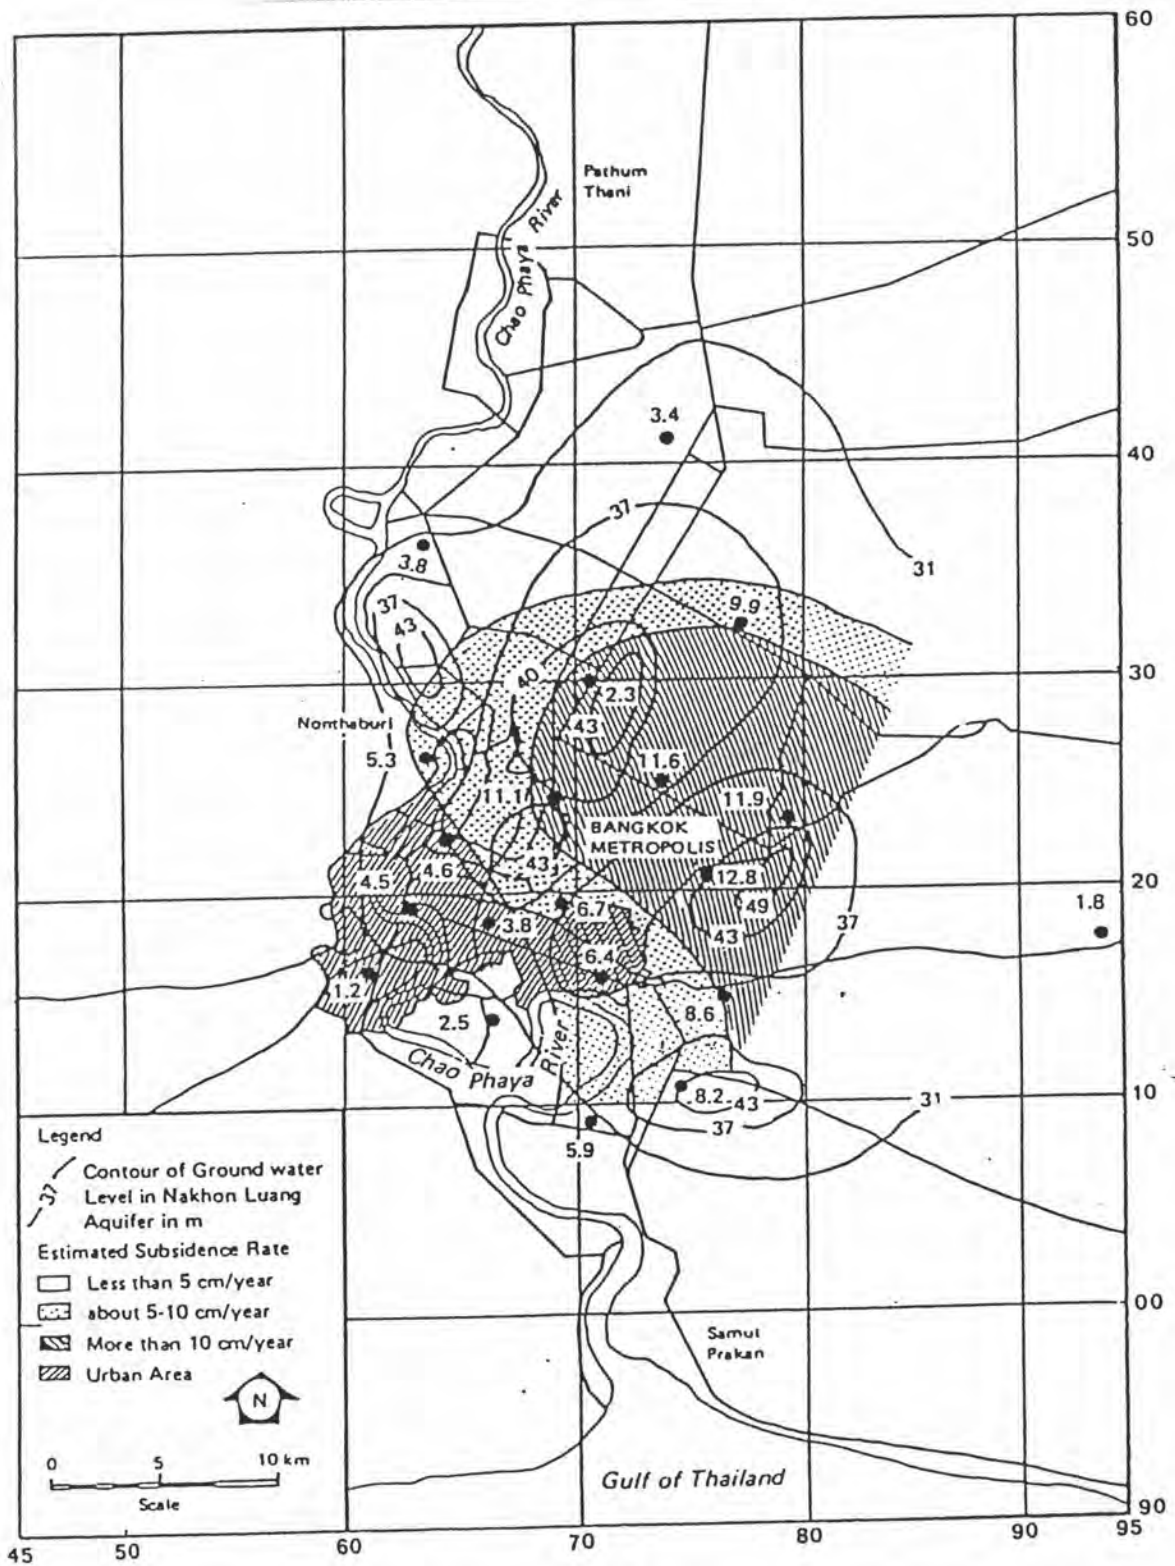 60
Pathum
Thani
Chao Phaya River
50
3.4
40
37
3.8
31
37
43
9.9
30
40
2.3
43
Nonthaburi
5.3
11.6
11.1
11.9
BANGKOK
METROPOLIS
43
4.6
4.5
12.8
20
49
1.8
6.7
3.8
43
37
6.4
1.2
8.6
2.5
Chao Phaya River
10
8.2
43
31
37
5.9
Legend
37
Contour of Ground water
Level in Nakhon Luang
Aquifer in m
Estimated Subsidence Rate
Less than 5 cm/year
about 5-10 cm/year
More than 10 cm/year
Urban Area
N
00
Samut
Prakan
0 5 10 km
Scale
Gulf of Thailand
90
45 50 60 70 80 90 95